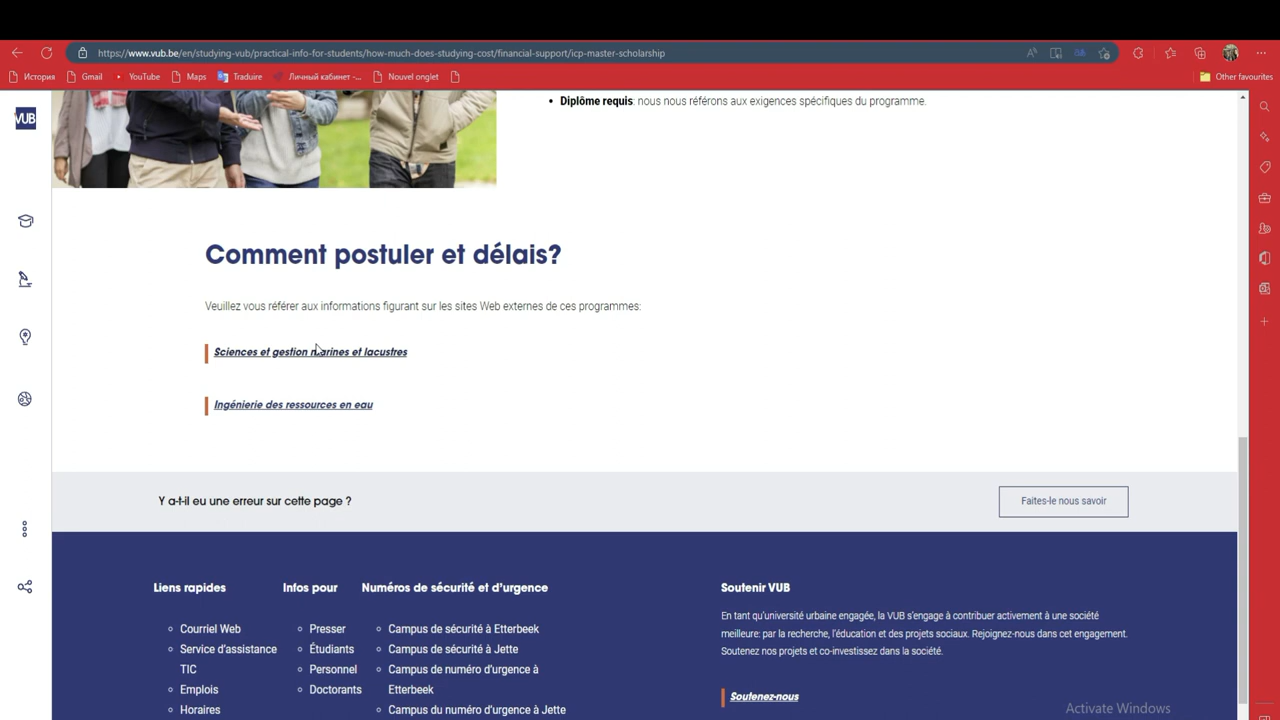 https://www.vub.be/en/studying-vub/practical-info-for-students/how-much-does-studying-cost/financial-support/icp-master-scholarship
История Gmail YouTube Maps Traduire Личный кабинет -... Nouvel onglet Other favourites
VUB
• Diplôme requis: nous nous référons aux exigences spécifiques du programme.
Comment postuler et délais?
Veuillez vous référer aux informations figurant sur les sites Web externes de ces programmes:
Sciences et gestion marines et lacustres
Ingénierie des ressources en eau
Y a-t-il eu une erreur sur cette page ?
Faites-le nous savoir
Liens rapides
Courriel Web
Service d'assistance
TIC
Emplois
Horaires
Infos pour
Presser
Étudiants
Personnel
Doctorants
Numéros de sécurité et d'urgence
Campus de sécurité à Etterbeek
Campus de sécurité à Jette
Campus de numéro d'urgence à
Etterbeek
Campus du numéro d'urgence à Jette
Soutenir VUB
En tant qu'université urbaine engagée, la VUB s'engage à contribuer activement à une société
meilleure: par la recherche, l'éducation et des projets sociaux. Rejoignez-nous dans cet engagement.
Soutenez nos projets et co-investissez dans la société.
Soutenez-nous
Activate Windows